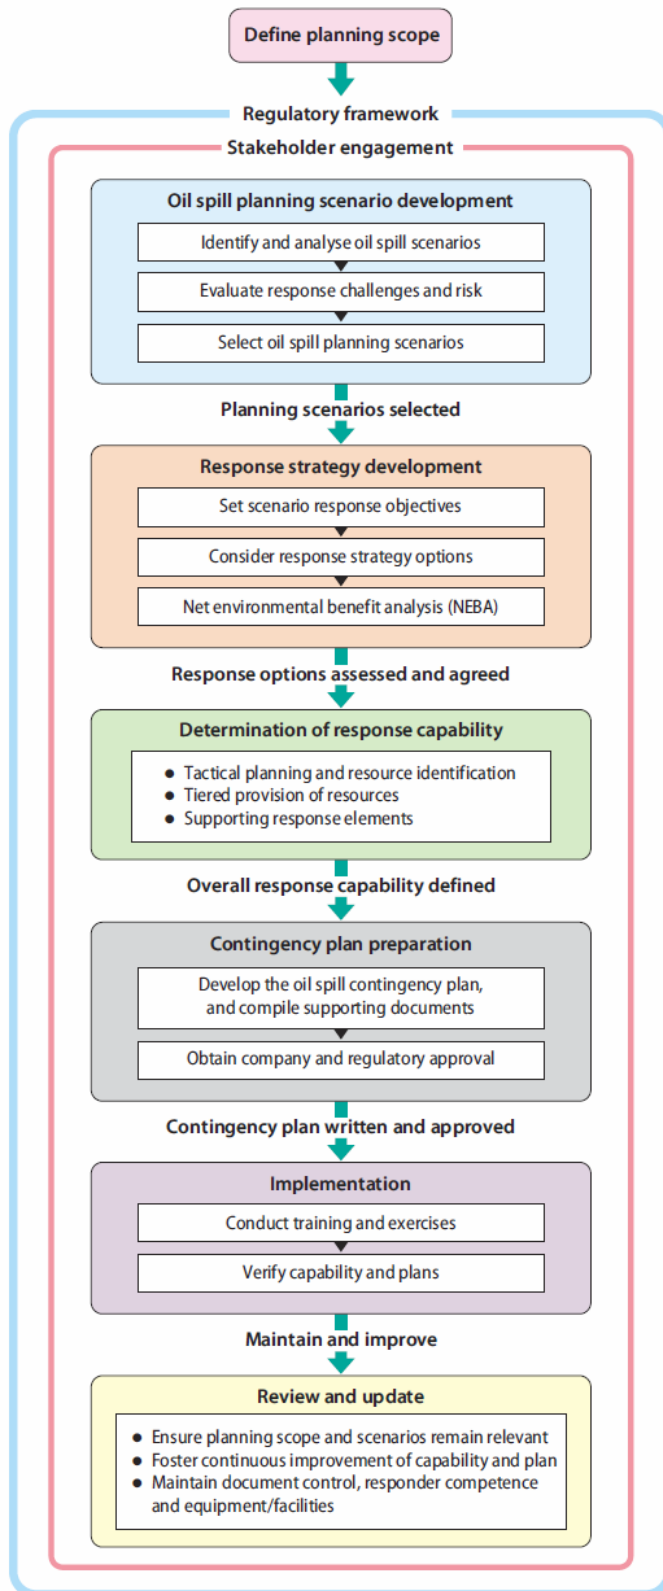 Define planning scope
Regulatory framework
Stakeholder engagement
Oil spill planning scenario development
Identify and analyse oil spill scenarios
Evaluate response challenges and risk
Select oil spill planning scenarios
Planning scenarios selected
Response strategy development
Set scenario response objectives
Consider response strategy options
Net environmental benefit analysis (NEBA)
Response options assessed and agreed
Determination of response capability
● Tactical planning and resource identification
● Tiered provision of resources
● Supporting response elements
Overall response capability defined
Contingency plan preparation
Develop the oil spill contingency plan,
and compile supporting documents
Obtain company and regulatory approval
Contingency plan written and approved
Implementation
Conduct training and exercises
Verify capability and plans
Maintain and improve
Review and update
● Ensure planning scope and scenarios remain relevant
● Foster continuous improvement of capability and plan
● Maintain document control, responder competence
and equipment/facilities